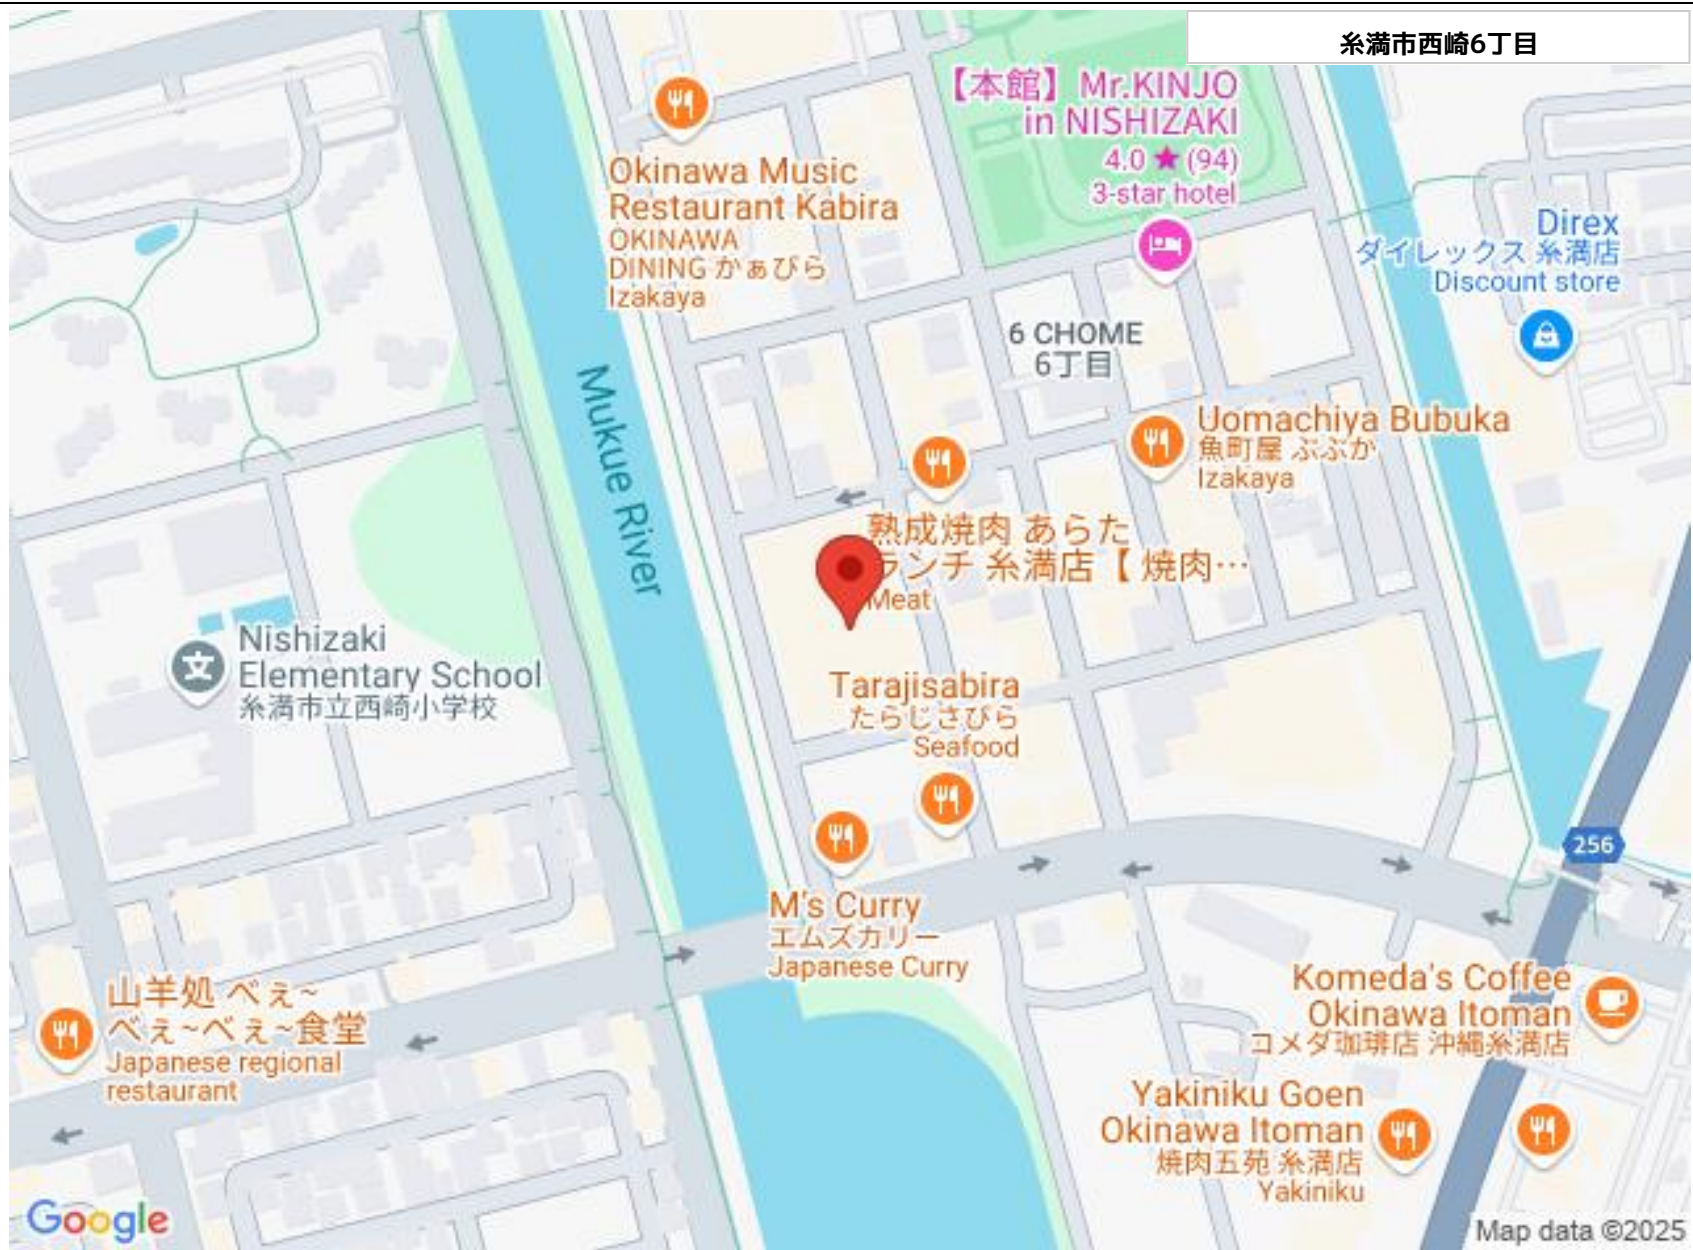 糸満市西崎6丁目
【本館】Mr.KINJO
in NISHIZAKI
4.0 ★ (94)
3-star hotel
Okinawa Music
Restaurant Kabira
OKINAWA
DINING かぁびら
Izakaya
Direx
ダイレックス 糸満店
Discount store
6 CHOME
6丁目
Mukue River
Uomachiya Bubuka
魚町屋 ぶぶか
Izakaya
熟成焼肉 あらた
ランチ 糸満店【 焼肉…
Meat
Nishizaki
Elementary School
糸満市立西崎小学校
Tarajisabira
たらじさびら
Seafood
256
M's Curry
エムズカリー
Japanese Curry
山羊処 べぇ~
べぇ~べぇ~食堂
Japanese regional
restaurant
Komeda's Coffee
Okinawa Itoman
コメダ珈琲店 沖縄糸満店
Yakiniku Goen
Okinawa Itoman
焼肉五苑 糸満店
Yakiniku
Google
Map data ©2025